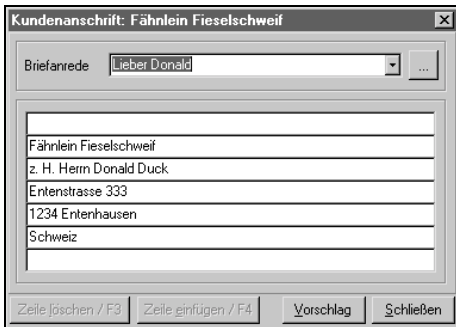 Kundenanschrift: Fähnlein Fieselschweif
Briefanrede Lieber Donald ...
Fähnlein Fieselschweif
z. H. Herrn Donald Duck
Entenstrasse 333
1234 Entenhausen
Schweiz
Zeile löschen / F3 Zeile einfügen / F4 Vorschlag Schließen